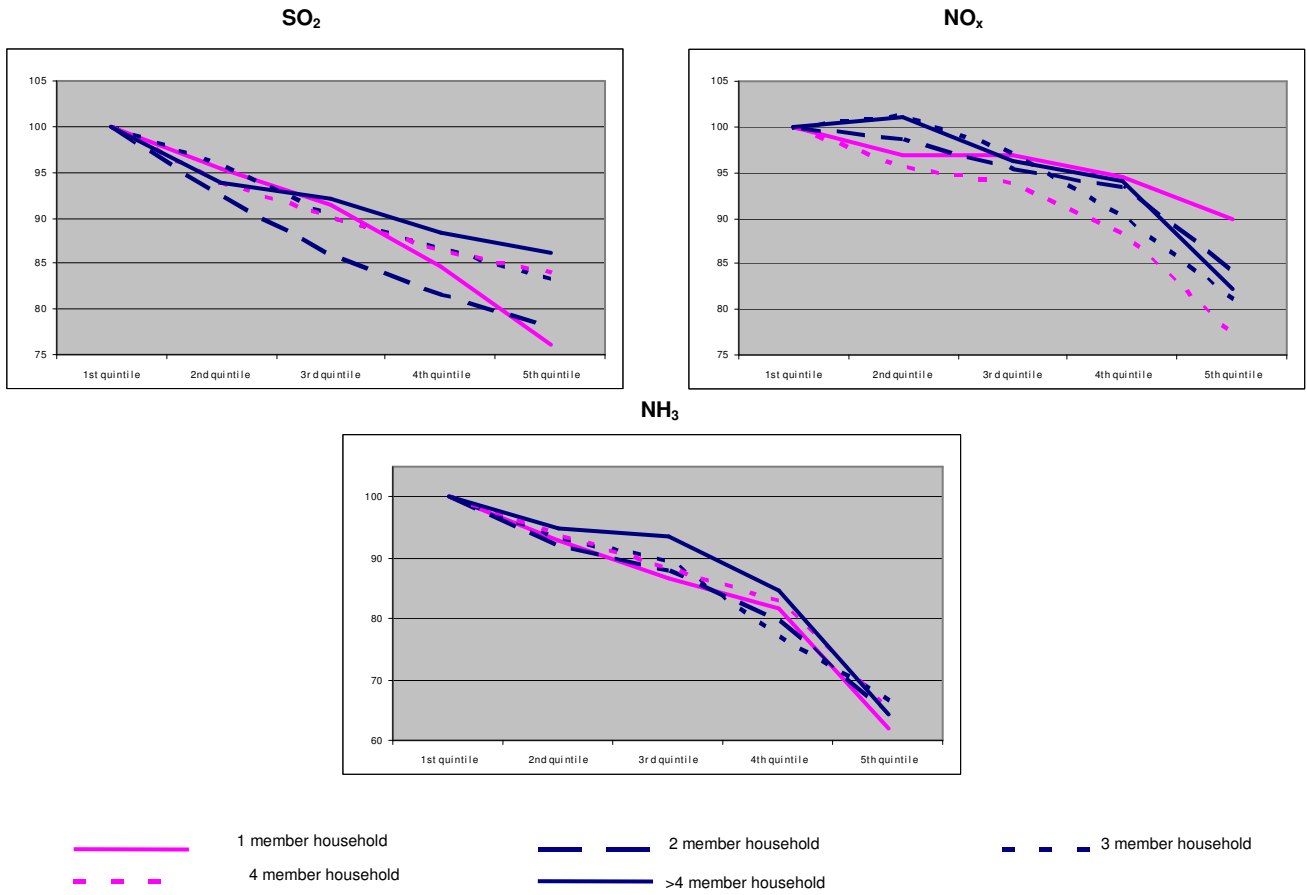 SO₂
105
100
95
90
85
80
75
1st quintile 2nd quintile 3rd quintile 4th quintile 5th quintile
NOₓ
105
100
95
90
85
80
75
1st quintile 2nd quintile 3rd quintile 4th quintile 5th quintile
NH₃
100
90
80
70
60
1st quintile 2nd quintile 3rd quintile 4th quintile 5th quintile
1 member household 2 member household 3 member household
4 member household >4 member household